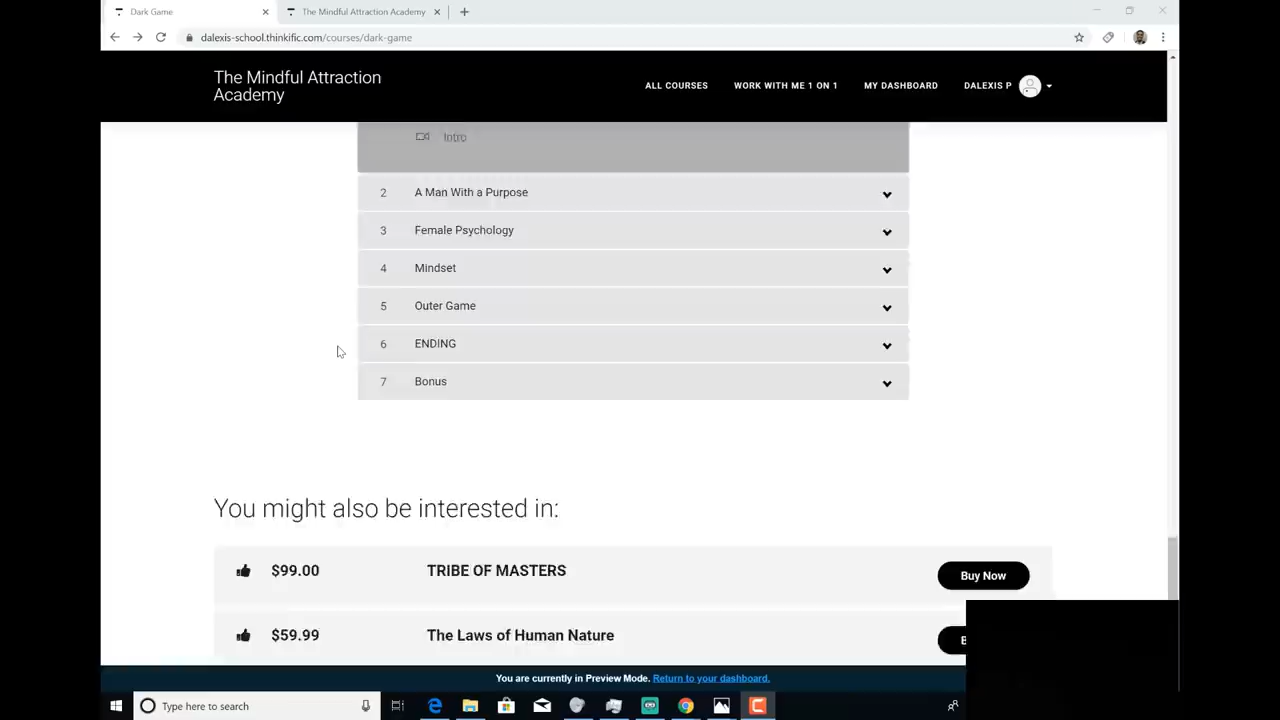 Dark Game
The Mindful Attraction Academy
dalexis-school.thinkific.com/courses/dark-game
The Mindful Attraction
Academy
ALL COURSES
WORK WITH ME 1 ON 1
MY DASHBOARD
DALEXIS P
Intro
2 A Man With a Purpose
3 Female Psychology
4 Mindset
5 Outer Game
6 ENDING
7 Bonus
You might also be interested in:
$99.00 TRIBE OF MASTERS Buy Now
$59.99 The Laws of Human Nature
You are currently in Preview Mode. Return to your dashboard.
Type here to search